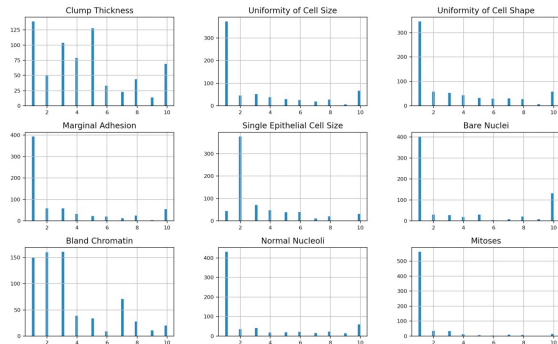 Clump Thickness
Uniformity of Cell Size
Uniformity of Cell Shape
125
100
75
50
25
0
2 4 6 8 10
300
200
100
0
2 4 6 8 10
300
200
100
0
2 4 6 8 10
Marginal Adhesion
Single Epithelial Cell Size
Bare Nuclei
400
300
200
100
0
2 4 6 8 10
300
200
100
0
2 4 6 8 10
400
300
200
100
0
2 4 6 8 10
Bland Chromatin
Normal Nucleoli
Mitoses
150
100
50
0
2 4 6 8 10
400
300
200
100
0
2 4 6 8 10
500
400
300
200
100
0
2 4 6 8 10